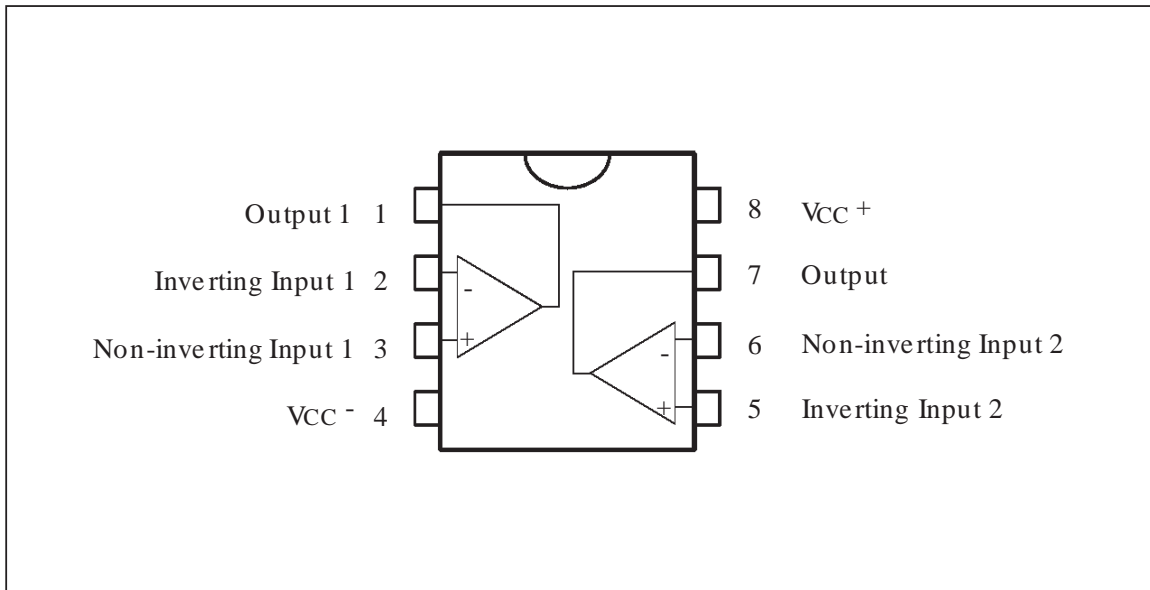 Output 1 1
Inverting Input 1 2
Non-inverting Input 1 3
VCC - 4
-
+
8 VCC +
7 Output
6 Non-inverting Input 2
5 Inverting Input 2
-
+